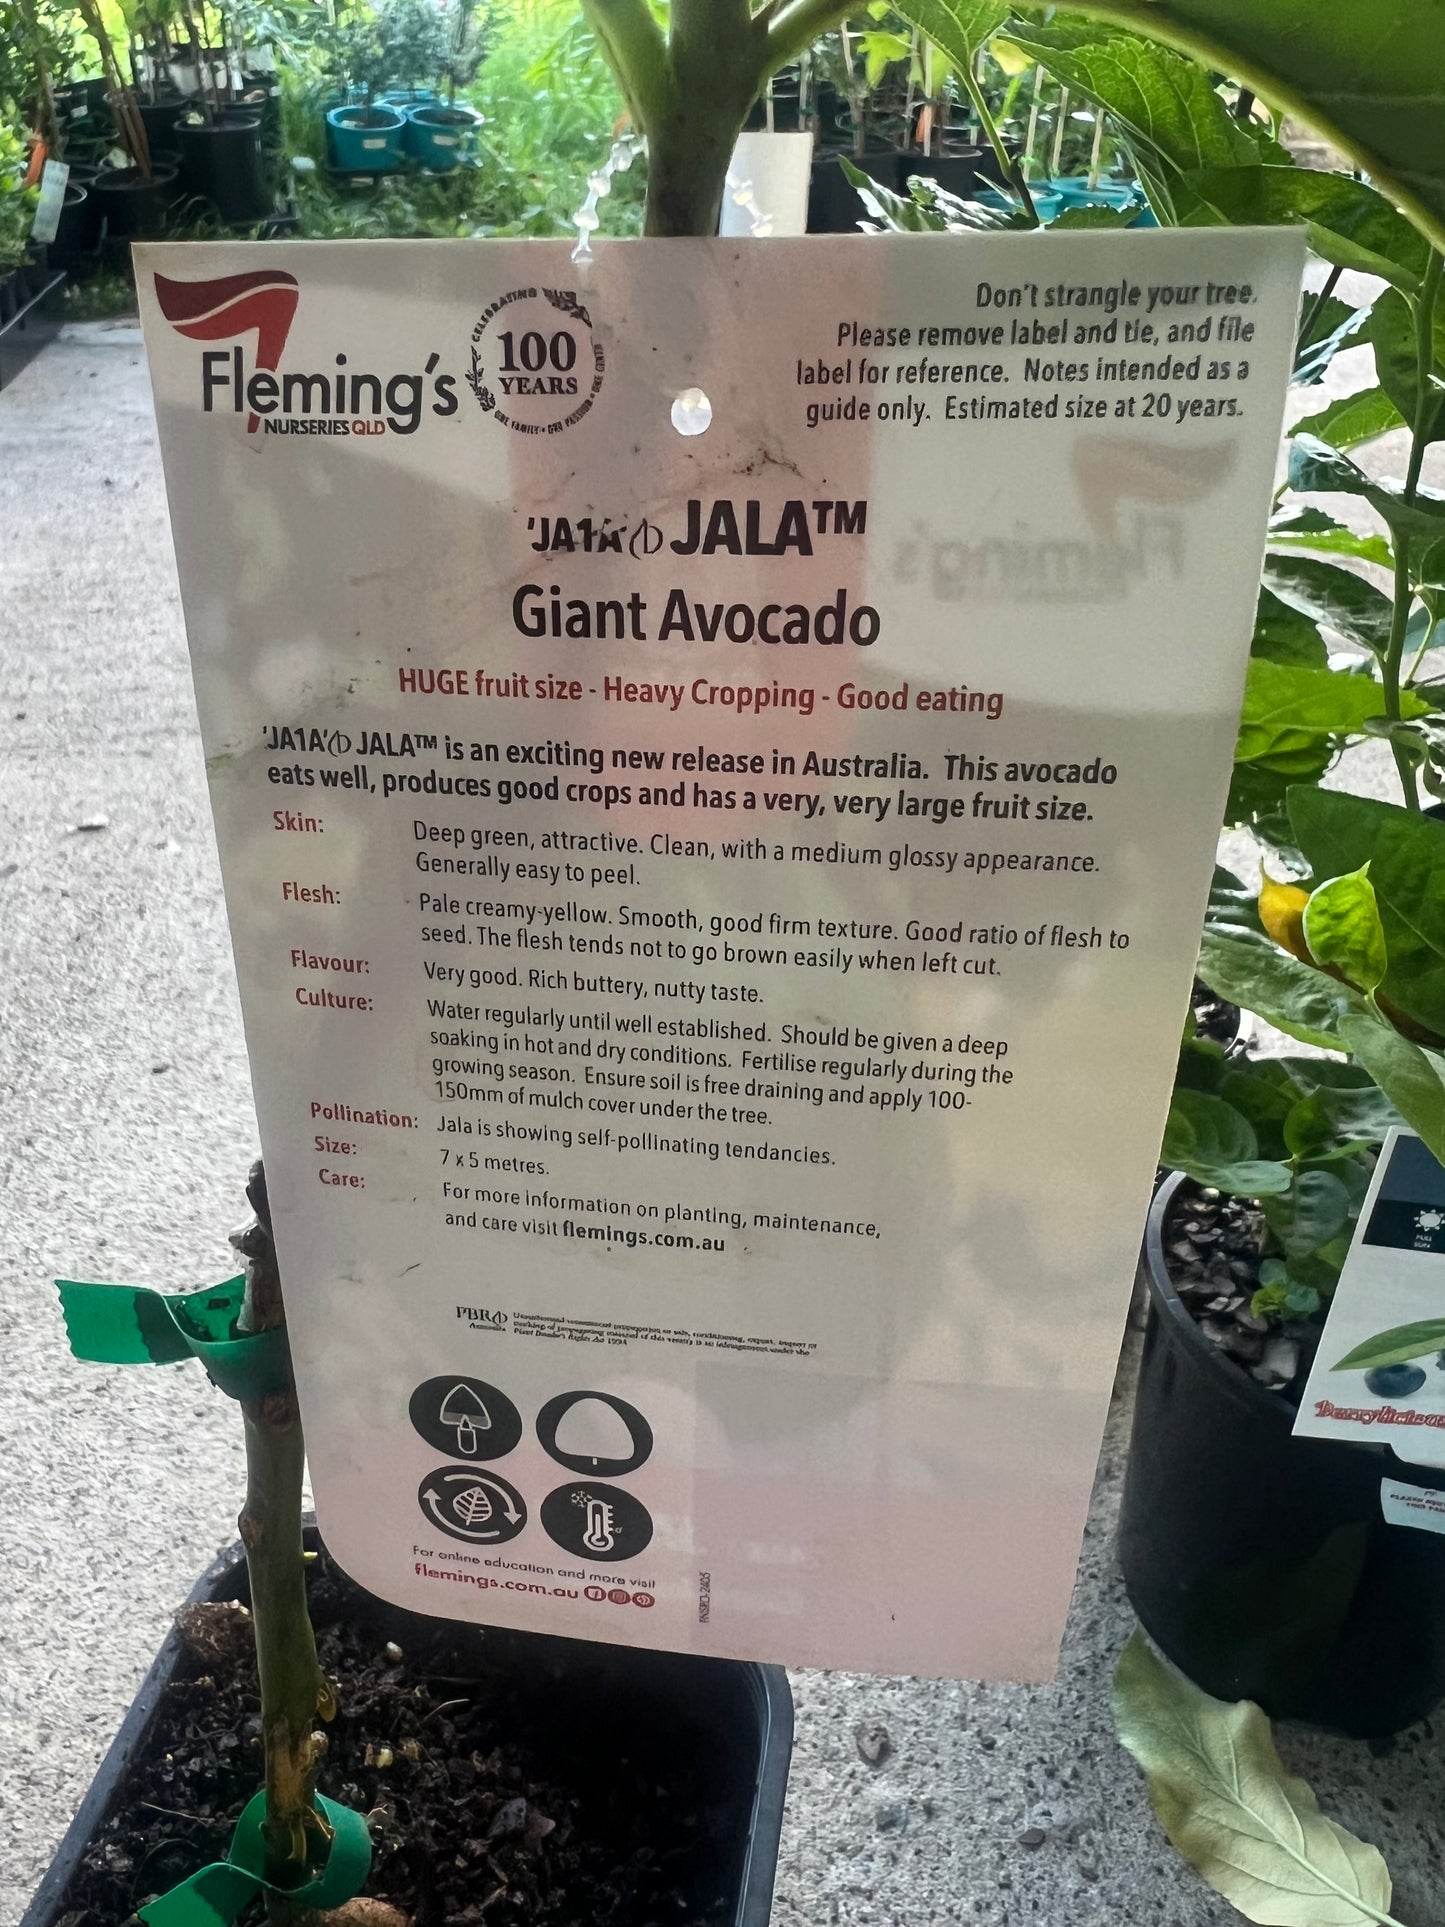 Fleming's
NURSERIES QLD
CELEBRATING
100
YEARS
Don't strangle your tree.
Please remove label and tie, and file
label for reference. Notes intended as a
guide only. Estimated size at 20 years.
'JA1A' JALA™
Giant Avocado
HUGE fruit size - Heavy Cropping - Good eating
'JA1A' JALA™ is an exciting new release in Australia. This avocado
eats well, produces good crops and has a very, very large fruit size.
Skin: Deep green, attractive. Clean, with a medium glossy appearance.
Generally easy to peel.
Flesh: Pale creamy-yellow. Smooth, good firm texture. Good ratio of flesh to
seed. The flesh tends not to go brown easily when left cut.
Flavour: Very good. Rich buttery, nutty taste.
Culture: Water regularly until well established. Should be given a deep
soaking in hot and dry conditions. Fertilise regularly during the
growing season. Ensure soil is free draining and apply 100-
150mm of mulch cover under the tree.
Pollination: Jala is showing self-pollinating tendancies.
Size: 7 x 5 metres.
Care: For more information on planting, maintenance,
and care visit flemings.com.au
PBR
Plant Breeder's Rights Act 1994
For online education and more visit
flemings.com.au
FULL
SUN